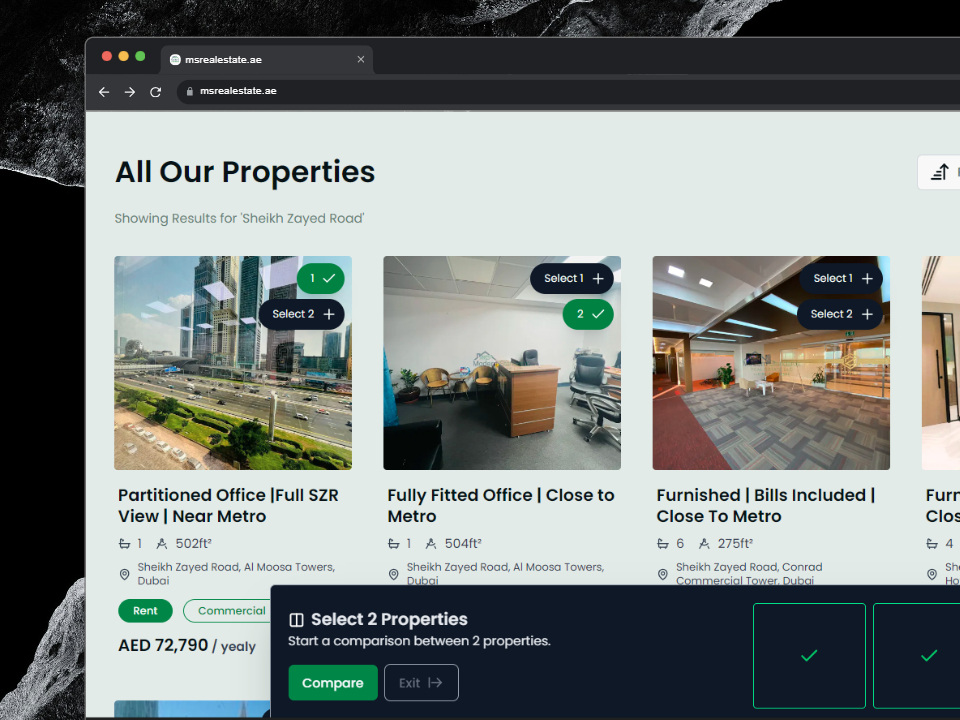 msrealestate.ae
msrealestate.ae
All Our Properties
Showing Results for 'Sheikh Zayed Road'
1
Select 2
Select 1
2
Select 1
Select 2
Partitioned Office |Full SZR
View | Near Metro
1 502ft²
Sheikh Zayed Road, Al Moosa Towers,
Dubai
Rent Commercial
AED 72,790 / yealy
Fully Fitted Office | Close to
Metro
1 504ft²
Sheikh Zayed Road, Al Moosa Towers,
Dubai
Furnished | Bills Included |
Close To Metro
6 275ft²
Sheikh Zayed Road, Conrad
Commercial Tower, Dubai
Furn
Clos
4
She
Ho
Select 2 Properties
Start a comparison between 2 properties.
Compare Exit